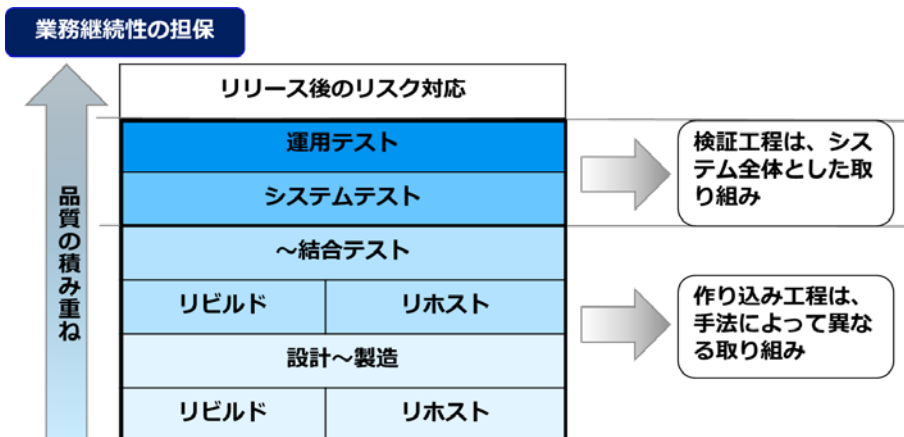 業務継続性の担保
品質の積み重ね
リリース後のリスク対応
運用テスト
システムテスト
～結合テスト
リビルド
リホスト
設計～製造
リビルド
リホスト
検証工程は、シス
テム全体とした取
り組み
作り込み工程は、
手法によって異な
る取り組み